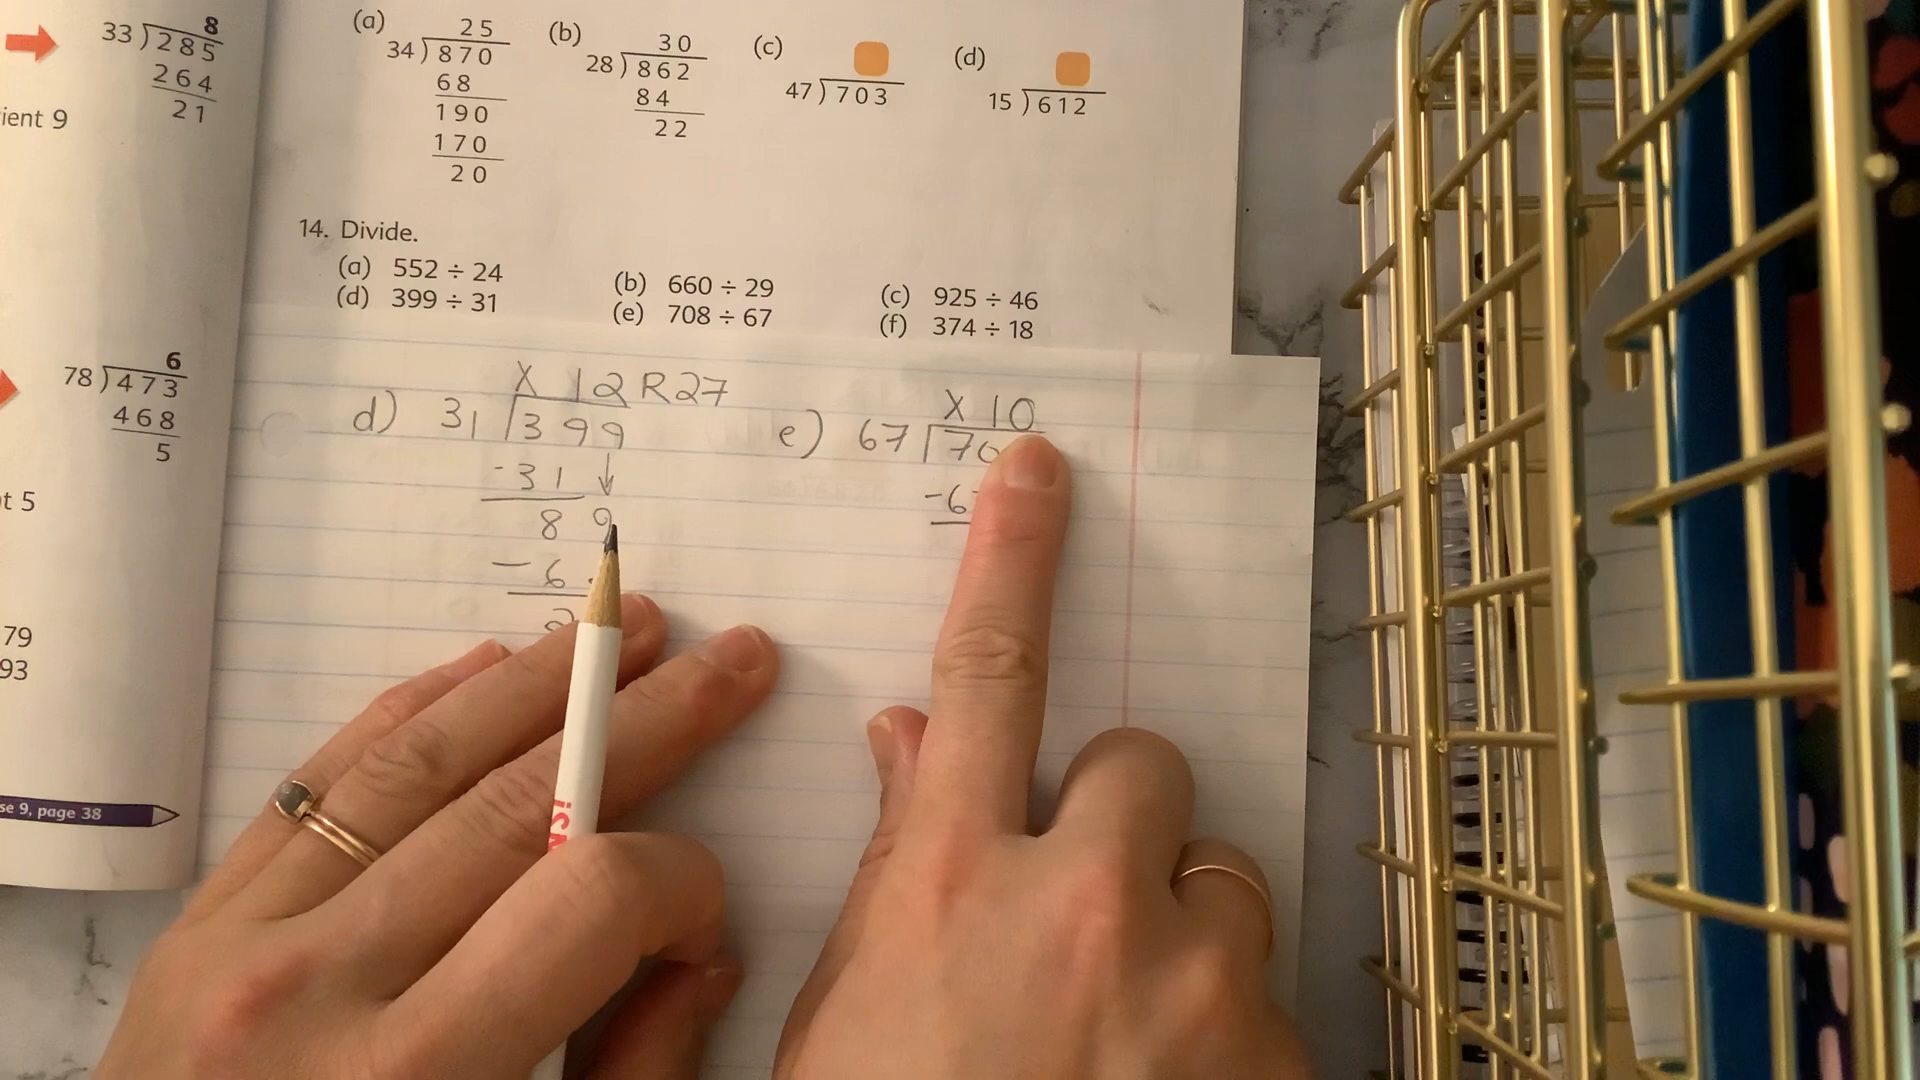 8
33)285
264
21
ient 9
6
78)473
468
5
t 5
79
93
se 9, page 38
(a) 25
34)870
68
190
170
20
(b) 30
28)862
84
22
(c)
47)703
(d)
15)612
14. Divide.
(a) 552 ÷ 24 (b) 660 ÷ 29 (c) 925 ÷ 46
(d) 399 ÷ 31 (e) 708 ÷ 67 (f) 374 ÷ 18
X 12 R27
d) 31 399
-31↓
89
-6
2
X 10
e) 67 70
-6